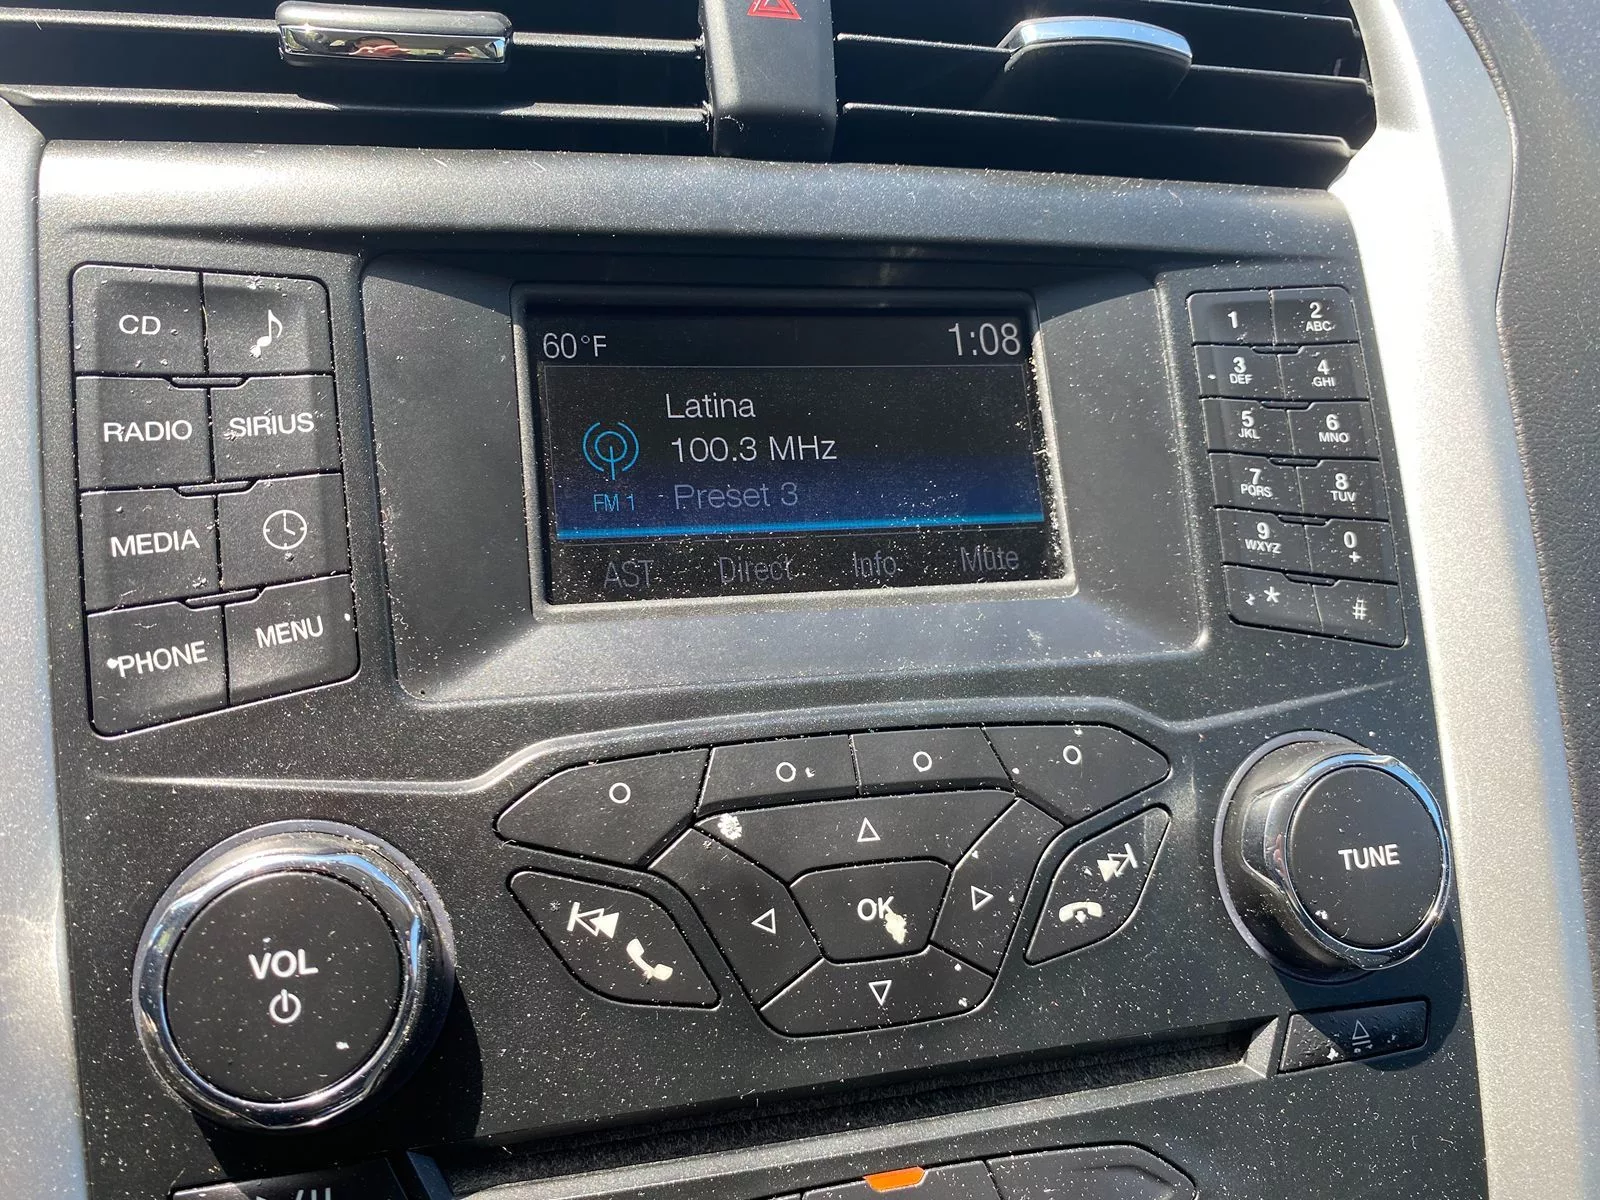 60°F 1:08
Latina
100.3 MHz
FM 1 Preset 3
AST Direct Info Mute
CD
RADIO SIRIUS
MEDIA
PHONE MENU
1 2 ABC
3 DEF 4 GHI
5 JKL 6 MNO
7 PQRS 8 TUV
9 WXYZ 0 +
* #
OK
VOL
TUNE